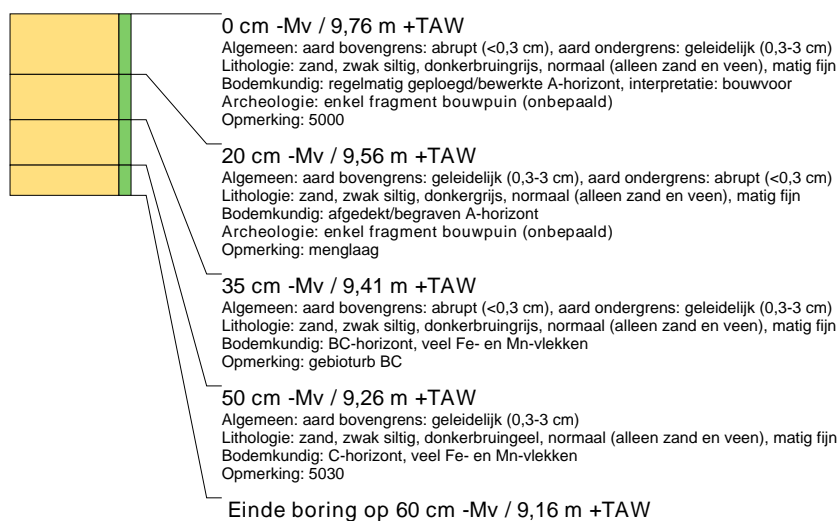 0 cm -Mv / 9,76 m +TAW
Algemeen: aard bovengrens: abrupt (<0,3 cm), aard ondergrens: geleidelijk (0,3-3 cm)
Lithologie: zand, zwak siltig, donkerbruingrijs, normaal (alleen zand en veen), matig fijn
Bodemkundig: regelmatig geploegd/bewerkte A-horizont, interpretatie: bouwvoor
Archeologie: enkel fragment bouwpuin (onbepaald)
Opmerking: 5000
20 cm -Mv / 9,56 m +TAW
Algemeen: aard bovengrens: geleidelijk (0,3-3 cm), aard ondergrens: abrupt (<0,3 cm)
Lithologie: zand, zwak siltig, donkergrijs, normaal (alleen zand en veen), matig fijn
Bodemkundig: afgedekt/begraven A-horizont
Archeologie: enkel fragment bouwpuin (onbepaald)
Opmerking: menglaag
35 cm -Mv / 9,41 m +TAW
Algemeen: aard bovengrens: abrupt (<0,3 cm), aard ondergrens: geleidelijk (0,3-3 cm)
Lithologie: zand, zwak siltig, donkerbruingrijs, normaal (alleen zand en veen), matig fijn
Bodemkundig: BC-horizont, veel Fe- en Mn-vlekken
Opmerking: gebioturb BC
50 cm -Mv / 9,26 m +TAW
Algemeen: aard bovengrens: geleidelijk (0,3-3 cm)
Lithologie: zand, zwak siltig, donkerbruingeel, normaal (alleen zand en veen), matig fijn
Bodemkundig: C-horizont, veel Fe- en Mn-vlekken
Opmerking: 5030
Einde boring op 60 cm -Mv / 9,16 m +TAW